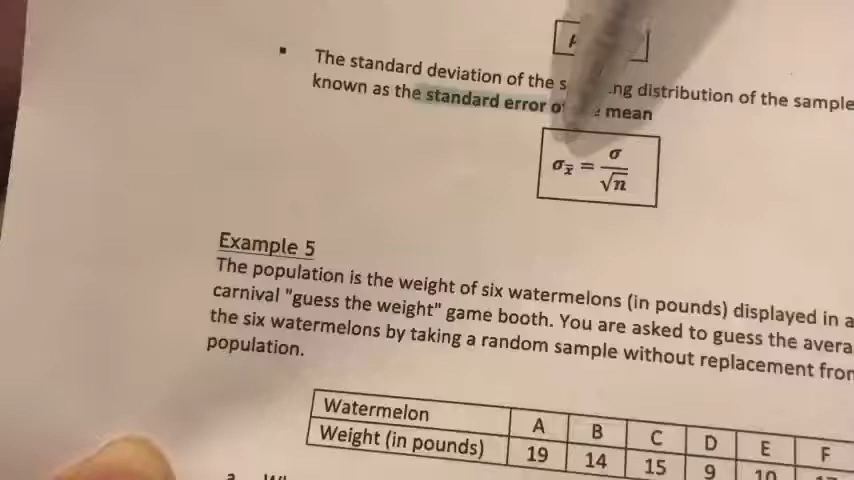 The standard deviation of the s ng distribution of the sample
known as the standard error o mean
σx̄ = σ/√n
Example 5
The population is the weight of six watermelons (in pounds) displayed in a
carnival "guess the weight" game booth. You are asked to guess the avera
the six watermelons by taking a random sample without replacement from
population.
Watermelon A B C D E F
Weight (in pounds) 19 14 15 9 10
a.